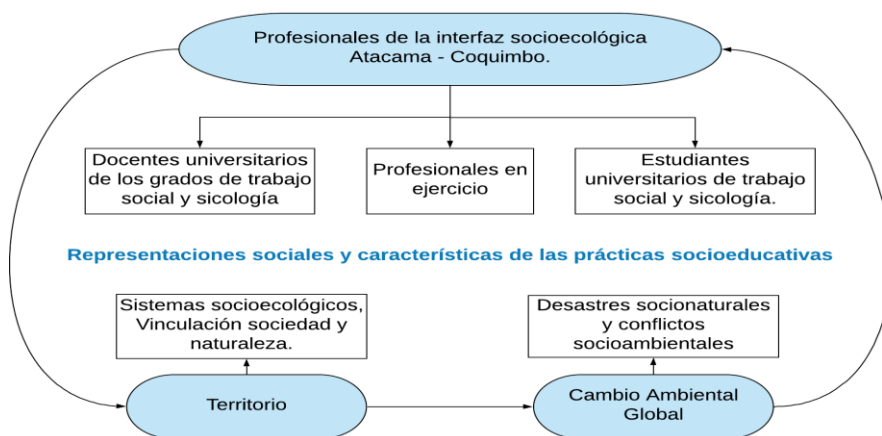 Profesionales de la interfaz socioecológica
Atacama - Coquimbo.
Docentes universitarios
de los grados de trabajo
social y sicología
Profesionales en
ejercicio
Estudiantes
universitarios de trabajo
social y sicología.
Representaciones sociales y características de las prácticas socioeducativas
Sistemas socioecológicos,
Vinculación sociedad y
naturaleza.
Desastres socionaturales
y conflictos
socioambientales
Territorio
Cambio Ambiental
Global